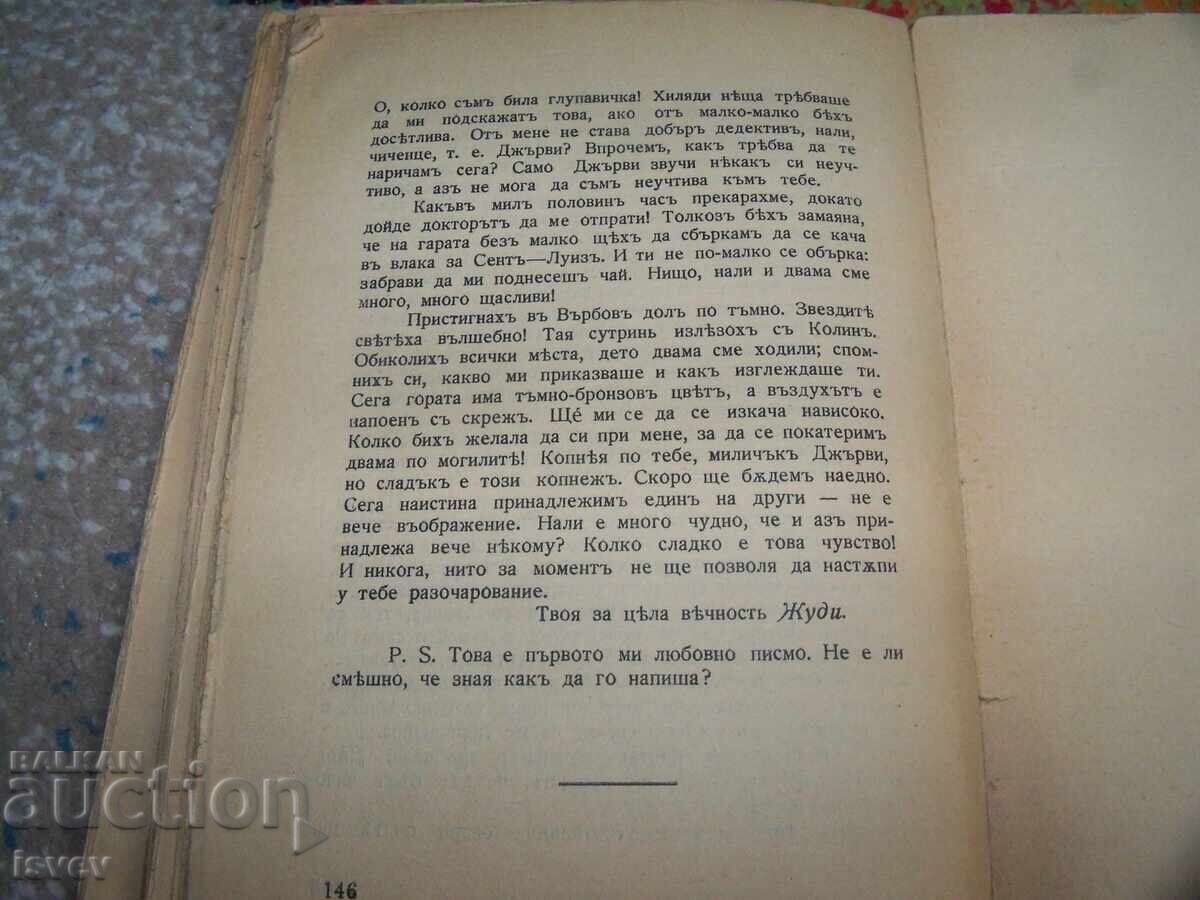 О, колко съмъ била глупавичка! Хиляди нѣща трѣбваше
да ми подскажатъ това, ако отъ малко-малко бѣхъ
досѣтлива. Отъ мене не става добъръ дедективъ, нали,
чиченце, т. е. Джърви? Впрочемъ, какъ трѣбва да те
наричамъ сега? Само Джърви звучи нѣкакъ си неуч-
тиво, а азъ не мога да съмъ неучтива къмъ тебе.
Какъвъ милъ половинъ часъ прекарахме, докато
дойде докторътъ да ме отпрати! Толкозъ бѣхъ замаяна,
че на гарата безъ малко щѣхъ да сбъркамъ да се кача
въ влака за Сентъ—Луизъ. И ти не по-малко се обърка:
забрави да ми поднесешъ чай. Нищо, нали и двама сме
много, много щасливи!
Пристигнахъ въ Върбовъ долъ по тъмно. Звездитѣ
свѣтѣха вълшебно! Тая сутринь излѣзохъ съ Колинъ.
Обиколихъ всички мѣста, дето двама сме ходили; спом-
нихъ си, какво ми приказваше и какъ изглеждаше ти.
Сега гората има тъмно-бронзовъ цвѣтъ, а въздухътъ е
напоенъ съ скрежъ. Щé ми се да се изкача нависоко.
Колко бихъ желала да си при мене, за да се покатеримъ
двама по могилитѣ! Копнѣя по тебе, миличъкъ Джърви,
но сладъкъ е този копнежъ. Скоро ще бѫдемъ наедно.
Сега наистина принадлежимъ единъ на други — не е
вече въображение. Нали е много чудно, че и азъ при-
надлежа вече нѣкому? Колко сладко е това чувство!
И никога, нито за моментъ не ще позволя да настѫпи
у тебе разочарование.
Твоя за цѣла вѣчность Жуди.
P. S. Това е първото ми любовно писмо. Не е ли
смѣшно, че зная какъ да го напиша?
BALKAN
auction
isvev
146